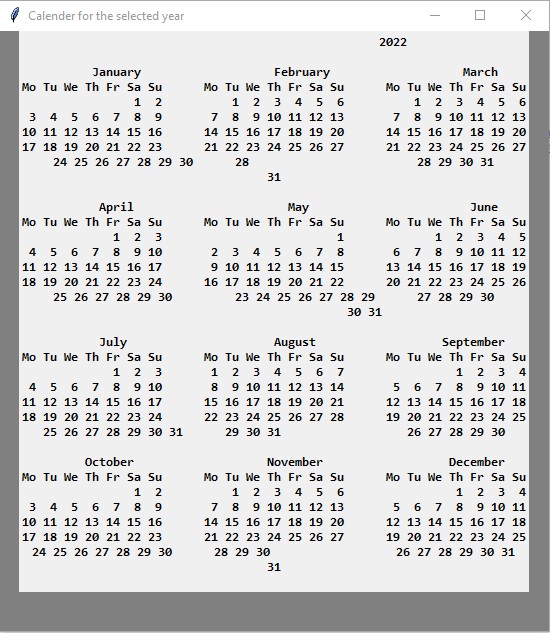 Calender for the selected year
2022
January February March
Mo Tu We Th Fr Sa Su Mo Tu We Th Fr Sa Su Mo Tu We Th Fr Sa Su
1 2 1 2 3 4 5 6 1 2 3 4 5 6
3 4 5 6 7 8 9 7 8 9 10 11 12 13 7 8 9 10 11 12 13
10 11 12 13 14 15 16 14 15 16 17 18 19 20 14 15 16 17 18 19 20
17 18 19 20 21 22 23 21 22 23 24 25 26 27 21 22 23 24 25 26 27
24 25 26 27 28 29 30 28 28 29 30 31
31
April May June
Mo Tu We Th Fr Sa Su Mo Tu We Th Fr Sa Su Mo Tu We Th Fr Sa Su
1 2 3 1 1 2 3 4 5
4 5 6 7 8 9 10 2 3 4 5 6 7 8 6 7 8 9 10 11 12
11 12 13 14 15 16 17 9 10 11 12 13 14 15 13 14 15 16 17 18 19
18 19 20 21 22 23 24 16 17 18 19 20 21 22 20 21 22 23 24 25 26
25 26 27 28 29 30 23 24 25 26 27 28 29 27 28 29 30
30 31
July August September
Mo Tu We Th Fr Sa Su Mo Tu We Th Fr Sa Su Mo Tu We Th Fr Sa Su
1 2 3 1 2 3 4 5 6 7 1 2 3 4
4 5 6 7 8 9 10 8 9 10 11 12 13 14 5 6 7 8 9 10 11
11 12 13 14 15 16 17 15 16 17 18 19 20 21 12 13 14 15 16 17 18
18 19 20 21 22 23 24 22 23 24 25 26 27 28 19 20 21 22 23 24 25
25 26 27 28 29 30 31 29 30 31 26 27 28 29 30
October November December
Mo Tu We Th Fr Sa Su Mo Tu We Th Fr Sa Su Mo Tu We Th Fr Sa Su
1 2 1 2 3 4 5 6 1 2 3 4
3 4 5 6 7 8 9 7 8 9 10 11 12 13 5 6 7 8 9 10 11
10 11 12 13 14 15 16 14 15 16 17 18 19 20 12 13 14 15 16 17 18
17 18 19 20 21 22 23 21 22 23 24 25 26 27 19 20 21 22 23 24 25
24 25 26 27 28 29 30 28 29 30 26 27 28 29 30 31
31